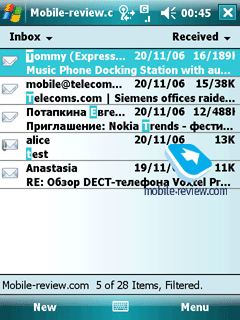 Mobile-review.c 00:45
Inbox Received
Tommy (Express... 20/11/06 16/189K
Music Phone Docking Station with au...
mobile@telecom... 20/11/06 15/38K
Telecoms.com | Siemens offices raide...
Потапкина Евге... 20/11/06 12/488K
Приглашение: Nokia Trends - фести...
alice 20/11/06 13K
test
Anastasia 19/11/06 11K
RE: Обзор DECT-телефона Voxtel Pr...
mobile-review.com
Mobile-review.com 5 of 28 Items, Filtered.
New Menu